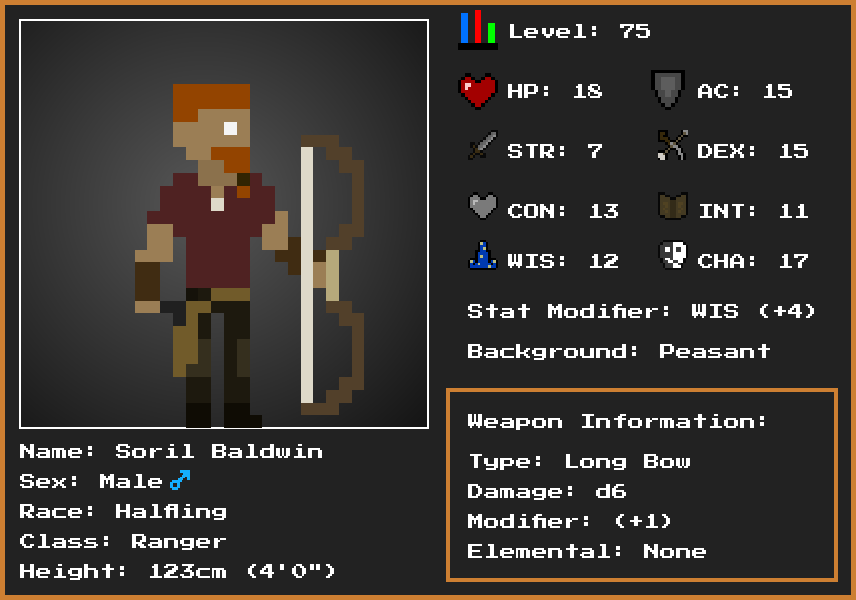 Level: 75
HP: 18
AC: 15
STR: 7
DEX: 15
CON: 13
INT: 11
WIS: 12
CHA: 17
Stat Modifier: WIS (+4)
Background: Peasant
Weapon Information:
Type: Long Bow
Damage: d6
Modifier: (+1)
Elemental: None
Name: Soril Baldwin
Sex: Male♂
Race: Halfling
Class: Ranger
Height: 123cm (4'0")